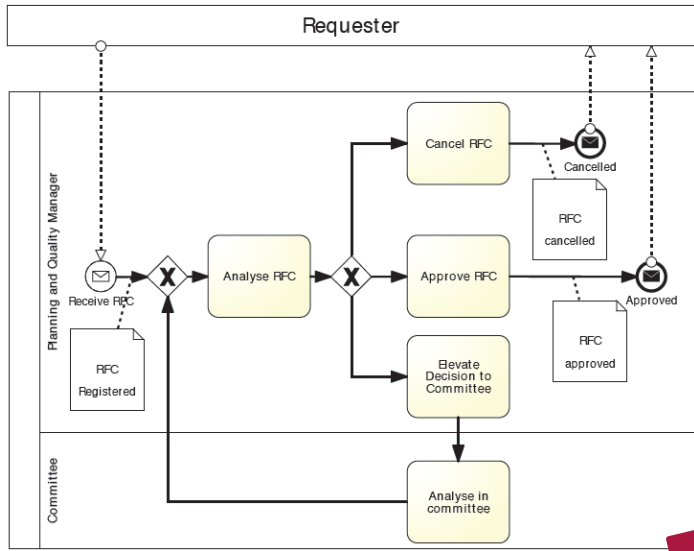 Requester
Planning and Quality Manager
Committee
Cancel RFC
Cancelled
RFC
cancelled
Receive RFC
X
Analyse RFC
X
Approve RFC
Approved
RFC
Registered
RFC
approved
Elevate
Decision to
Committee
Analyse in
committee